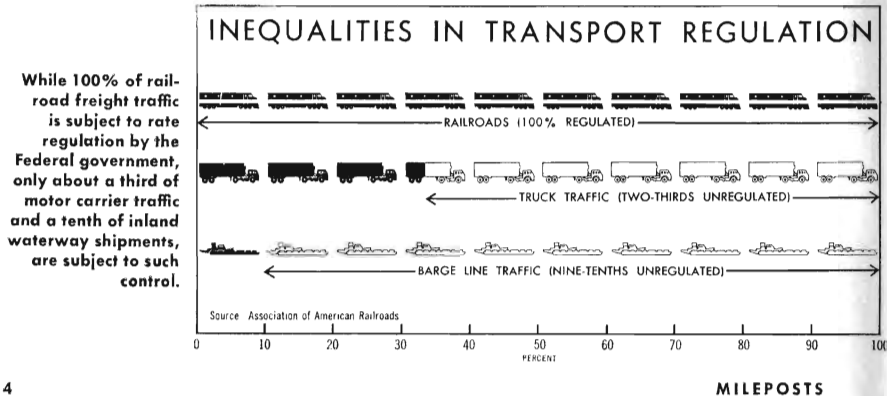 INEQUALITIES IN TRANSPORT REGULATION
While 100% of rail-
road freight traffic
is subject to rate
regulation by the
Federal government,
only about a third of
motor carrier traffic
and a tenth of inland
waterway shipments,
are subject to such
control.
RAILROADS (100% REGULATED)
TRUCK TRAFFIC (TWO-THIRDS UNREGULATED)
BARGE LINE TRAFFIC (NINE-TENTHS UNREGULATED)
Source Association of American Railroads
0 10 20 30 40 50 60 70 80 90 100
PERCENT
4 MILEPOSTS